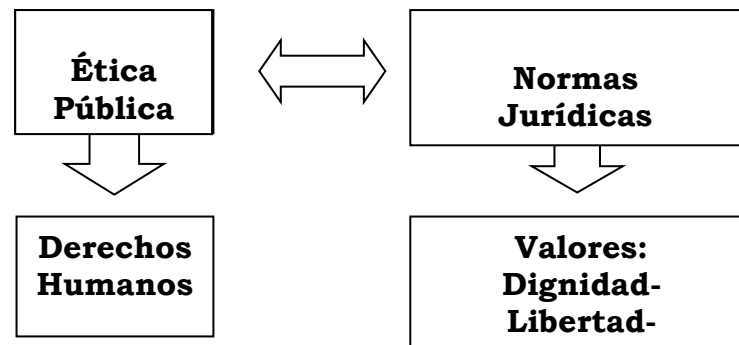 Ética
Pública
Normas
Jurídicas
Derechos
Humanos
Valores:
Dignidad-
Libertad-